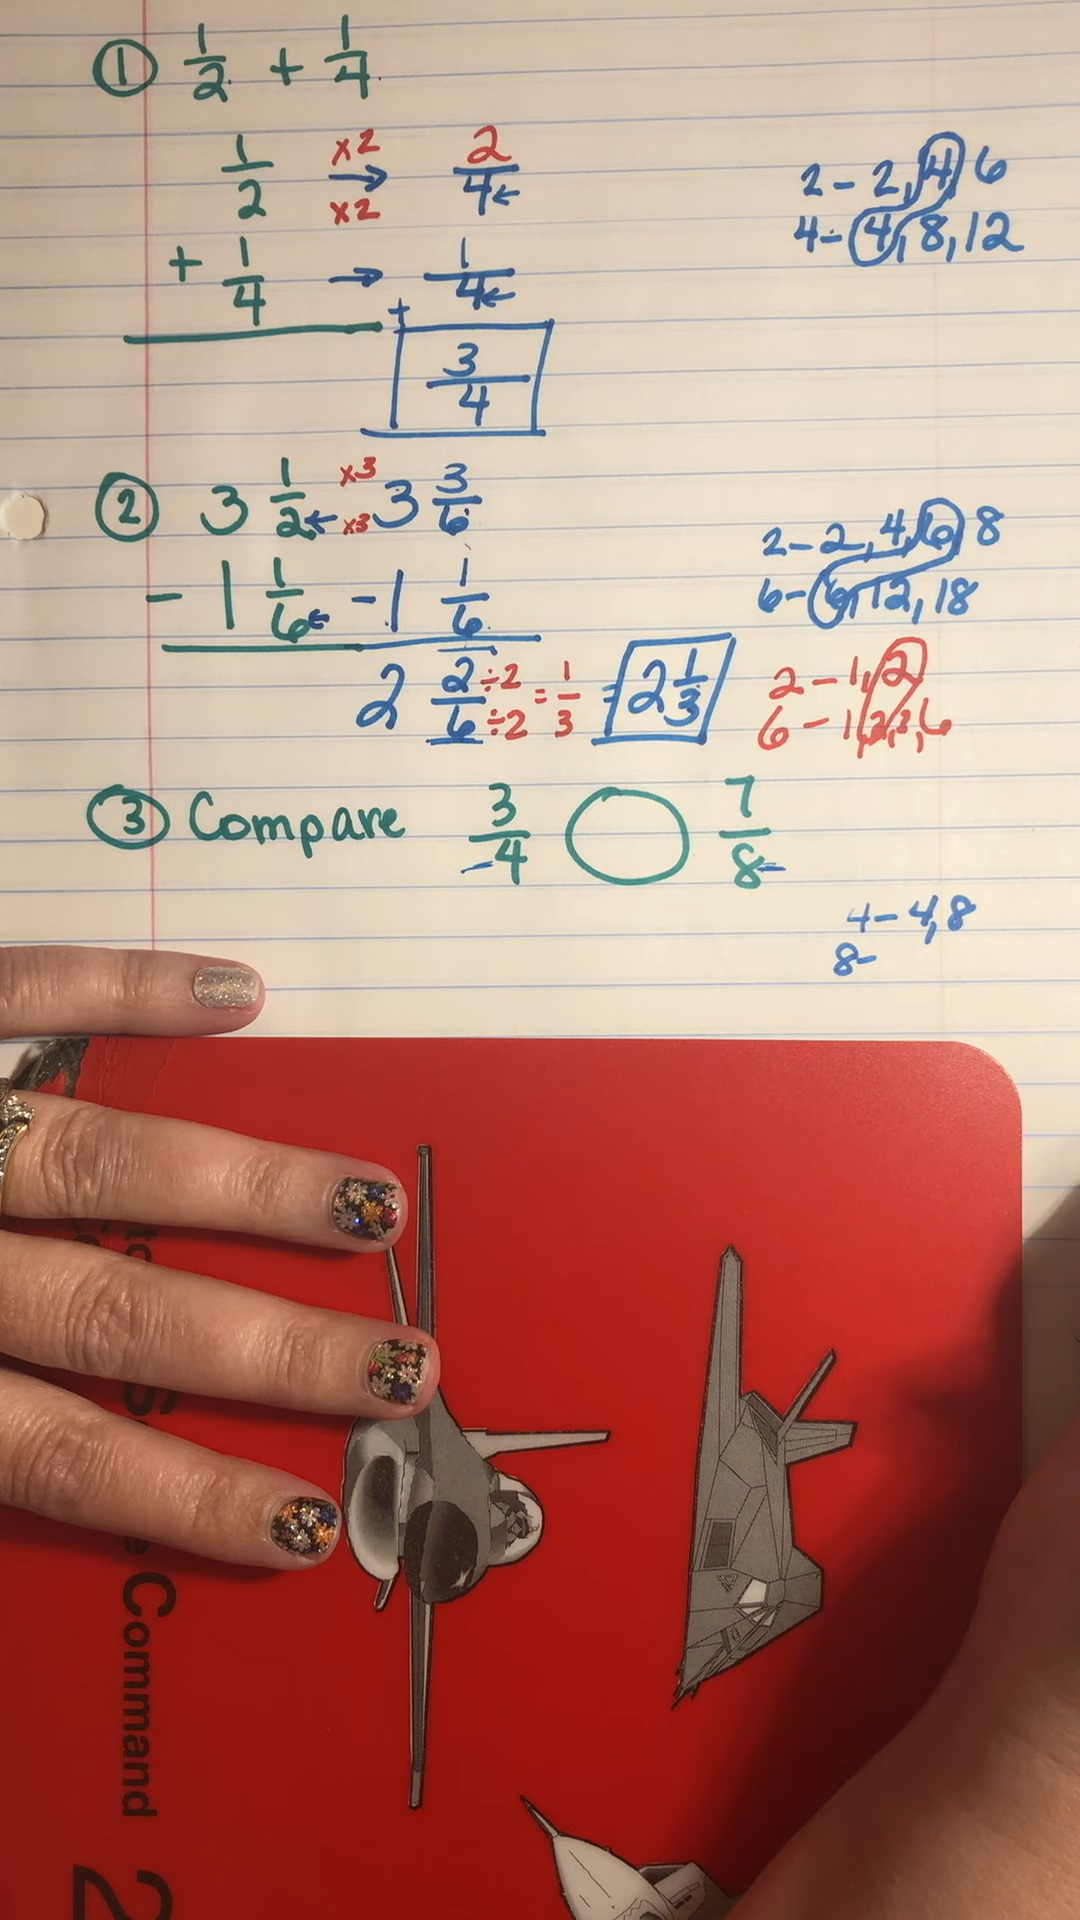 ① 1/2 + 1/4
1/2 ×2 → ×2 2/4 ←
2 - 2, 4, 6
4 - 4, 8, 12
+ 1/4 → + 1/4 ←
3/4
② 3 1/2 ← ×3 ×3 3 3/6
2 - 2, 4, 6, 8
6 - 6, 12, 18
- 1 1/6 ← - 1 1/6
2 2/6 ÷2 ÷2 = 1/3 = 2 1/3
2 - 1, 2
6 - 1, 2, 3, 6
③ Compare 3/4 ◯ 7/8
4 - 4, 8
8 -
Command
2